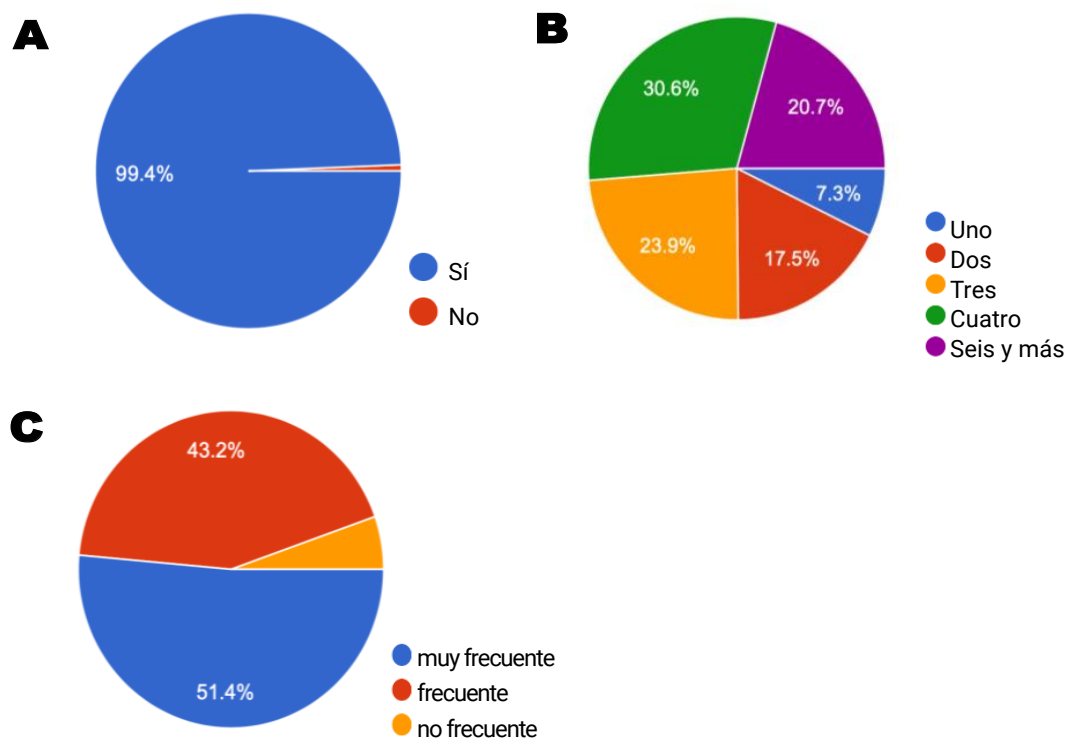 A
99.4%
Sí
No
B
30.6%
20.7%
7.3%
23.9%
17.5%
Uno
Dos
Tres
Cuatro
Seis y más
C
43.2%
51.4%
muy frecuente
frecuente
no frecuente